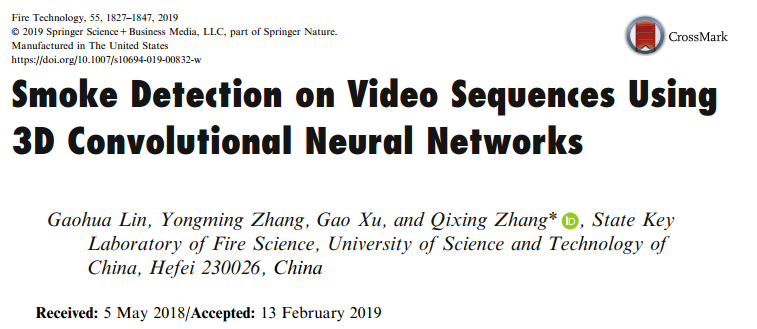 Fire Technology, 55, 1827–1847, 2019
© 2019 Springer Science+Business Media, LLC, part of Springer Nature.
Manufactured in The United States
https://doi.org/10.1007/s10694-019-00832-w
CrossMark
Smoke Detection on Video Sequences Using
3D Convolutional Neural Networks
Gaohua Lin, Yongming Zhang, Gao Xu, and Qixing Zhang* iD, State Key
Laboratory of Fire Science, University of Science and Technology of
China, Hefei 230026, China
Received: 5 May 2018/Accepted: 13 February 2019